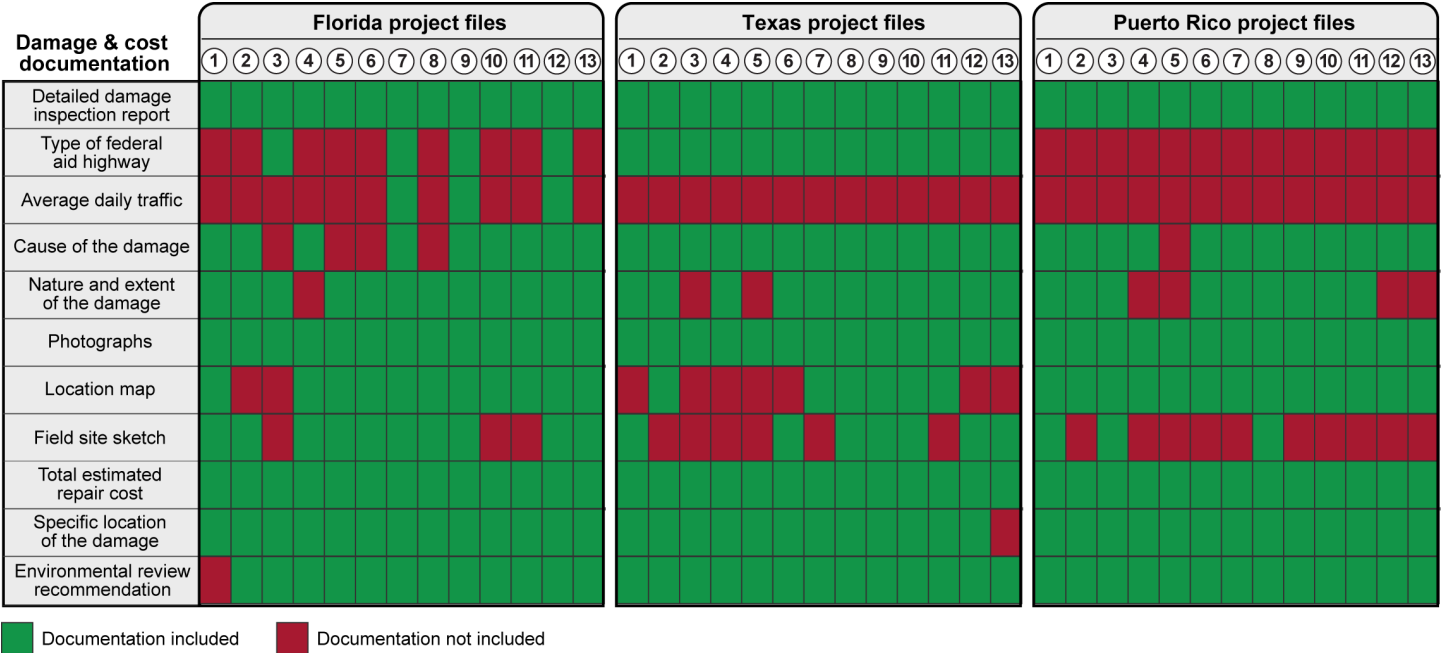 Damage & cost
documentation
Florida project files
Texas project files
Puerto Rico project files
1 2 3 4 5 6 7 8 9 10 11 12 13
1 2 3 4 5 6 7 8 9 10 11 12 13
1 2 3 4 5 6 7 8 9 10 11 12 13
Detailed damage
inspection report
Type of federal
aid highway
Average daily traffic
Cause of the damage
Nature and extent
of the damage
Photographs
Location map
Field site sketch
Total estimated
repair cost
Specific location
of the damage
Environmental review
recommendation
Documentation included
Documentation not included